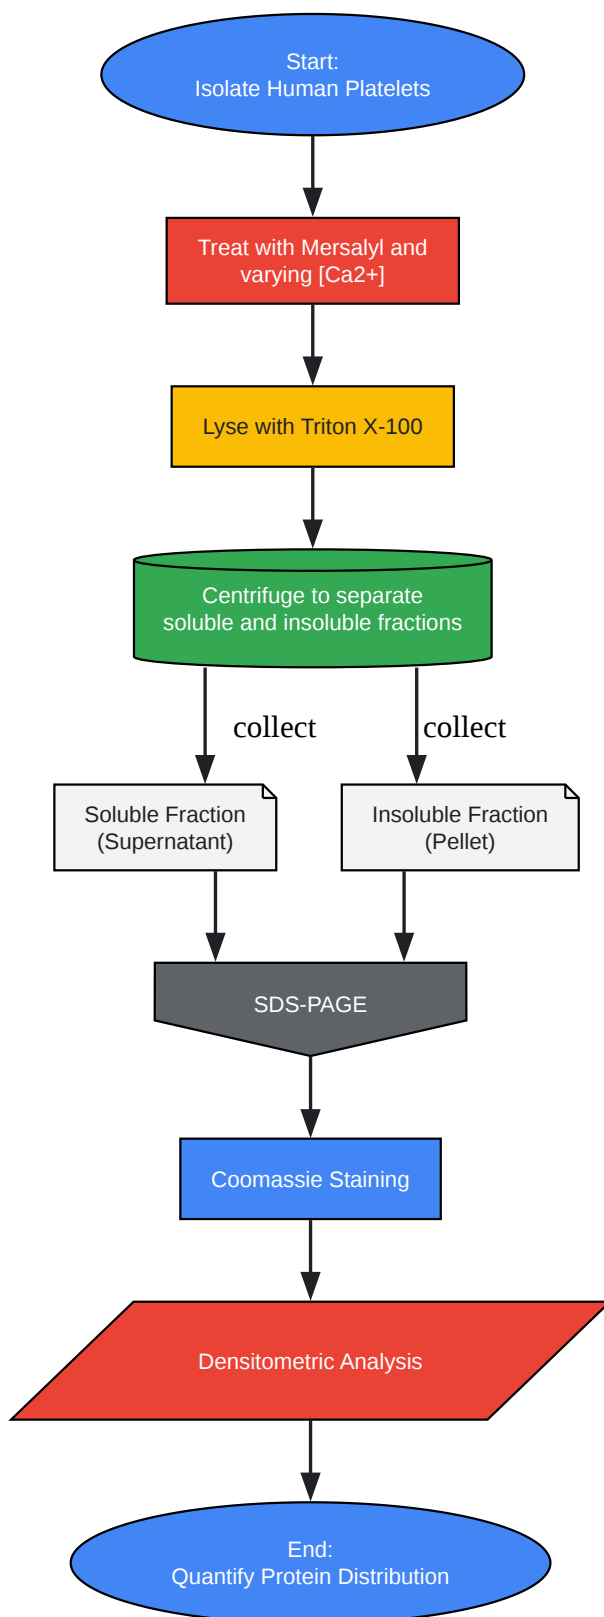 Start:
Isolate Human Platelets
Treat with Mersalyl and
varying [Ca2+]
Lyse with Triton X-100
Centrifuge to separate
soluble and insoluble fractions
collect
collect
Soluble Fraction
(Supernatant)
Insoluble Fraction
(Pellet)
SDS-PAGE
Coomassie Staining
Densitometric Analysis
End:
Quantify Protein Distribution